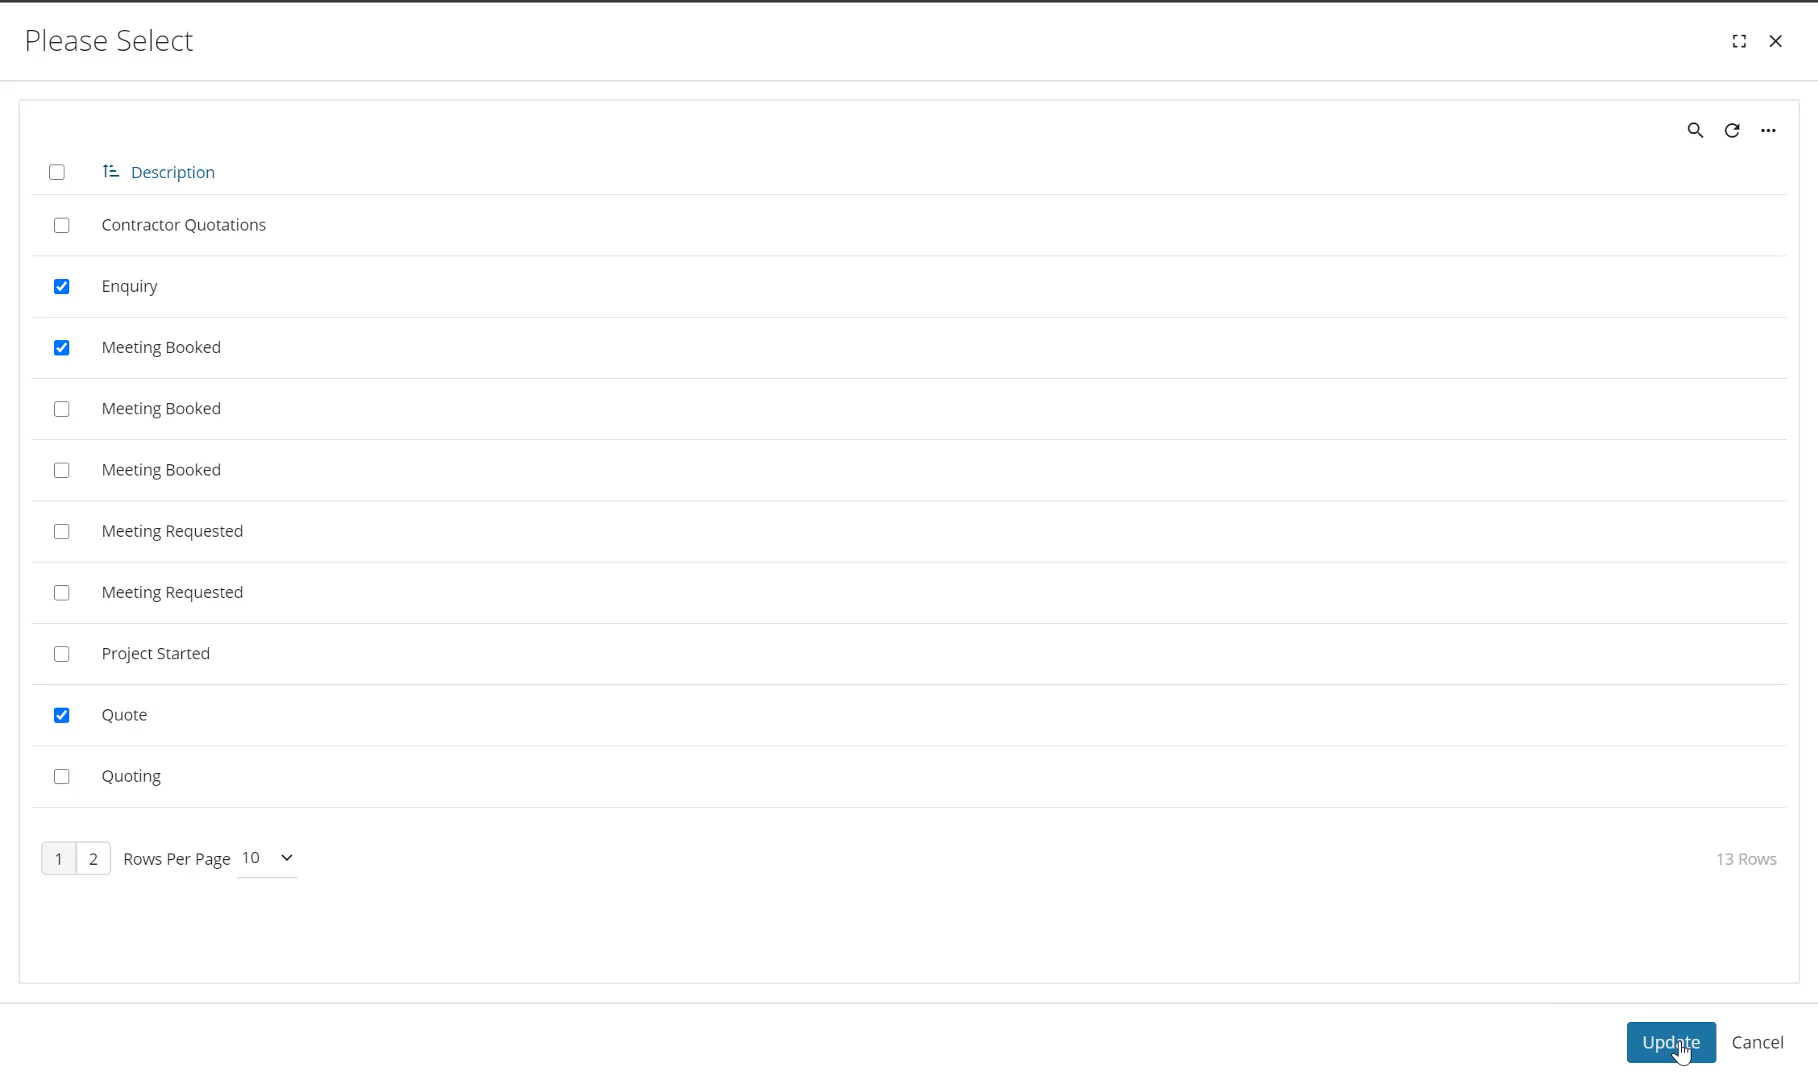 Please Select
Description
Contractor Quotations
Enquiry
Meeting Booked
Meeting Booked
Meeting Booked
Meeting Requested
Meeting Requested
Project Started
Quote
Quoting
1 2 Rows Per Page 10 13 Rows
Update Cancel